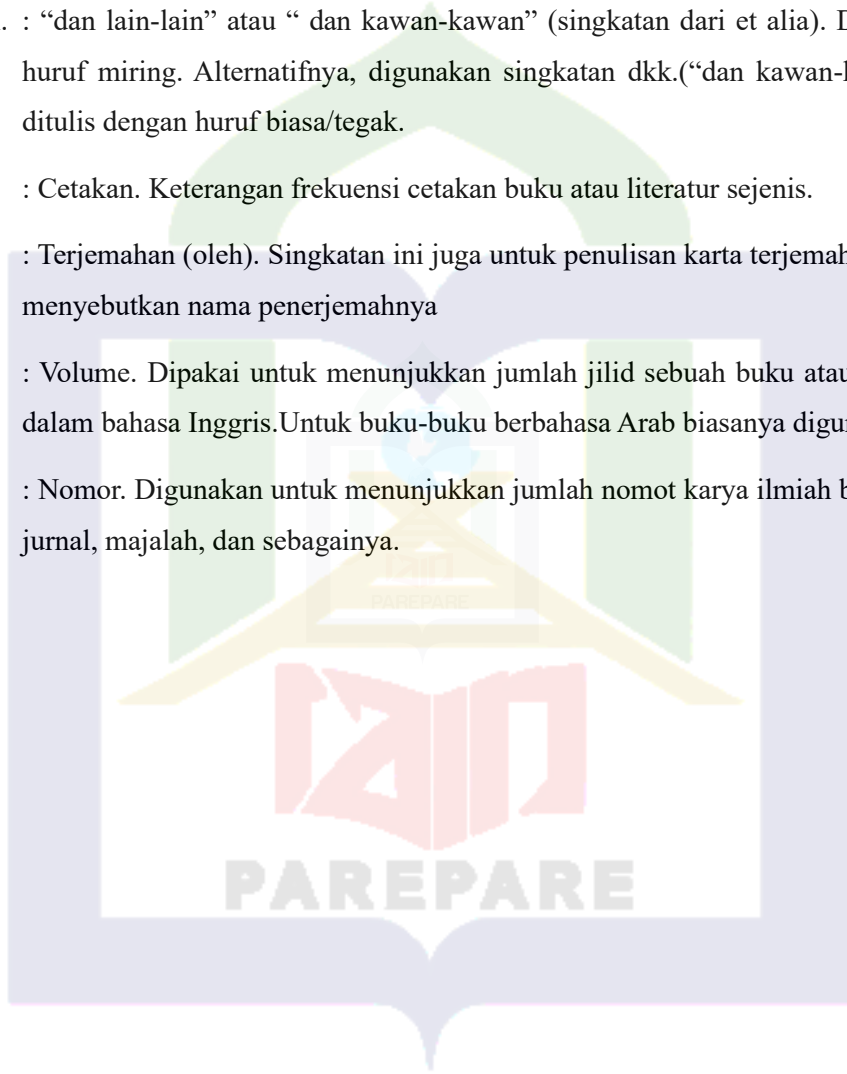 . : “dan lain-lain” atau “ dan kawan-kawan” (singkatan dari et alia).
huruf miring. Alternatifnya, digunakan singkatan dkk.(“dan
ditulis dengan huruf biasa/tegak.
: Cetakan. Keterangan frekuensi cetakan buku atau literatur sejenis.
: Terjemahan (oleh). Singkatan ini juga untuk penulisan karta
menyebutkan nama penerjemahnya
: Volume. Dipakai untuk menunjukkan jumlah jilid sebuah buku atau
dalam bahasa Inggris.Untuk buku-buku berbahasa Arab biasanya
: Nomor. Digunakan untuk menunjukkan jumlah nomot karya ilmiah
jurnal, majalah, dan sebagainya.
IAIN
PAREPARE
IAIN
PAREPARE